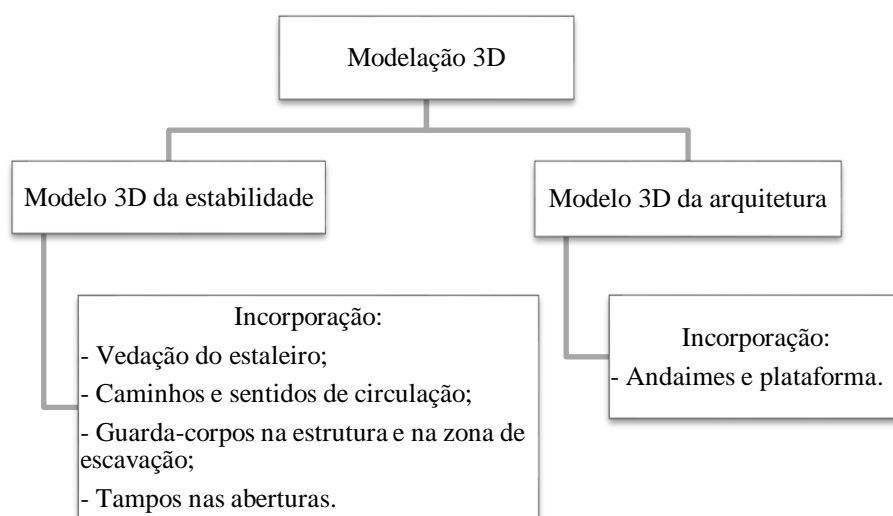 Modelação 3D
Modelo 3D da estabilidade
Modelo 3D da arquitetura
Incorporação:
- Vedação do estaleiro;
- Caminhos e sentidos de circulação;
- Guarda-corpos na estrutura e na zona de
escavação;
- Tampos nas aberturas.
Incorporação:
- Andaimes e plataforma.